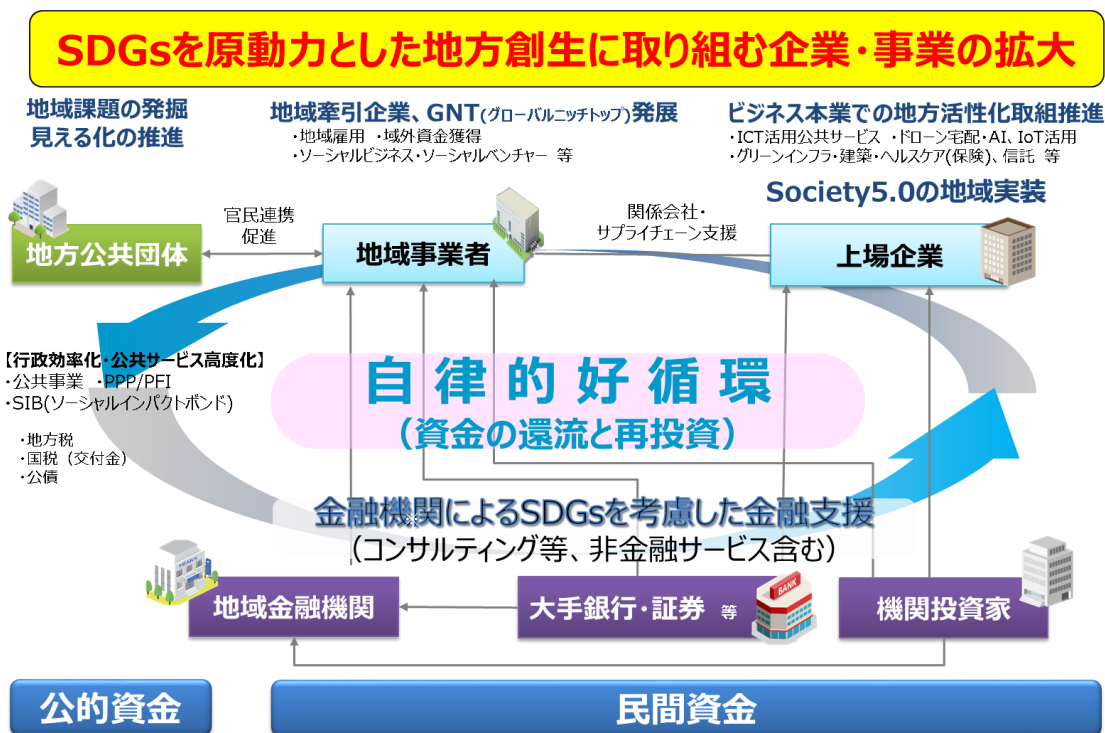 SDGsを原動力とした地方創生に取り組む企業・事業の拡大
地域課題の発掘
見える化の推進
地域牽引企業、GNT(グローバルニッチトップ)発展
・地域雇用 ・域外資金獲得
・ソーシャルビジネス・ソーシャルベンチャー 等
ビジネス本業での地方活性化取組推進
・ICT活用公共サービス ・ドローン宅配・AI、IoT活用
・グリーンインフラ・建築・ヘルスケア(保険)、信託 等
Society5.0の地域実装
地方公共団体
官民連携
促進
地域事業者
関係会社・
サプライチェーン支援
上場企業
【行政効率化・公共サービス高度化】
・公共事業 ・PPP/PFI
・SIB(ソーシャルインパクトボンド)
・地方税
・国税（交付金）
・公債
自律的好循環
（資金の還流と再投資）
金融機関によるSDGsを考慮した金融支援
（コンサルティング等、非金融サービス含む）
BANK
地域金融機関
大手銀行・証券 等
BANK
機関投資家
公的資金
民間資金